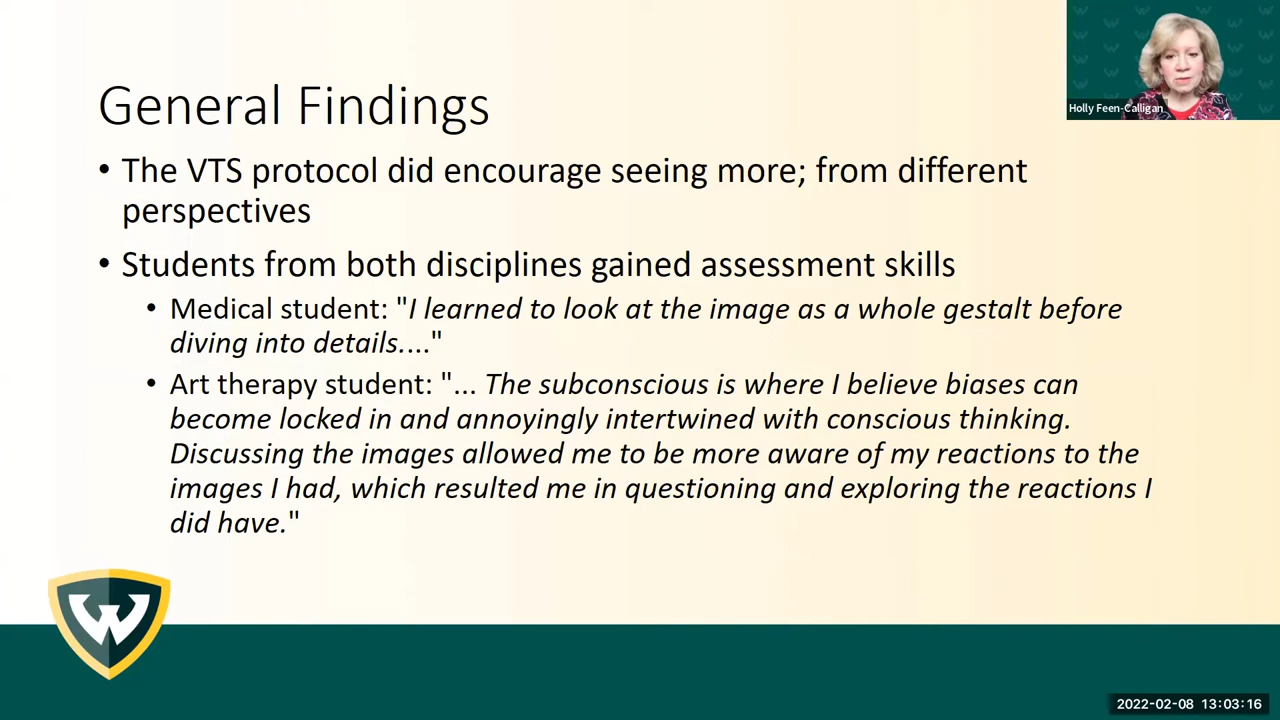 General Findings
• The VTS protocol did encourage seeing more; from different
perspectives
• Students from both disciplines gained assessment skills
• Medical student: "I learned to look at the image as a whole gestalt before
diving into details...."
• Art therapy student: "... The subconscious is where I believe biases can
become locked in and annoyingly intertwined with conscious thinking.
Discussing the images allowed me to be more aware of my reactions to the
images I had, which resulted me in questioning and exploring the reactions I
did have."
Holly Feen-Calligan
W
2022-02-08 13:03:16